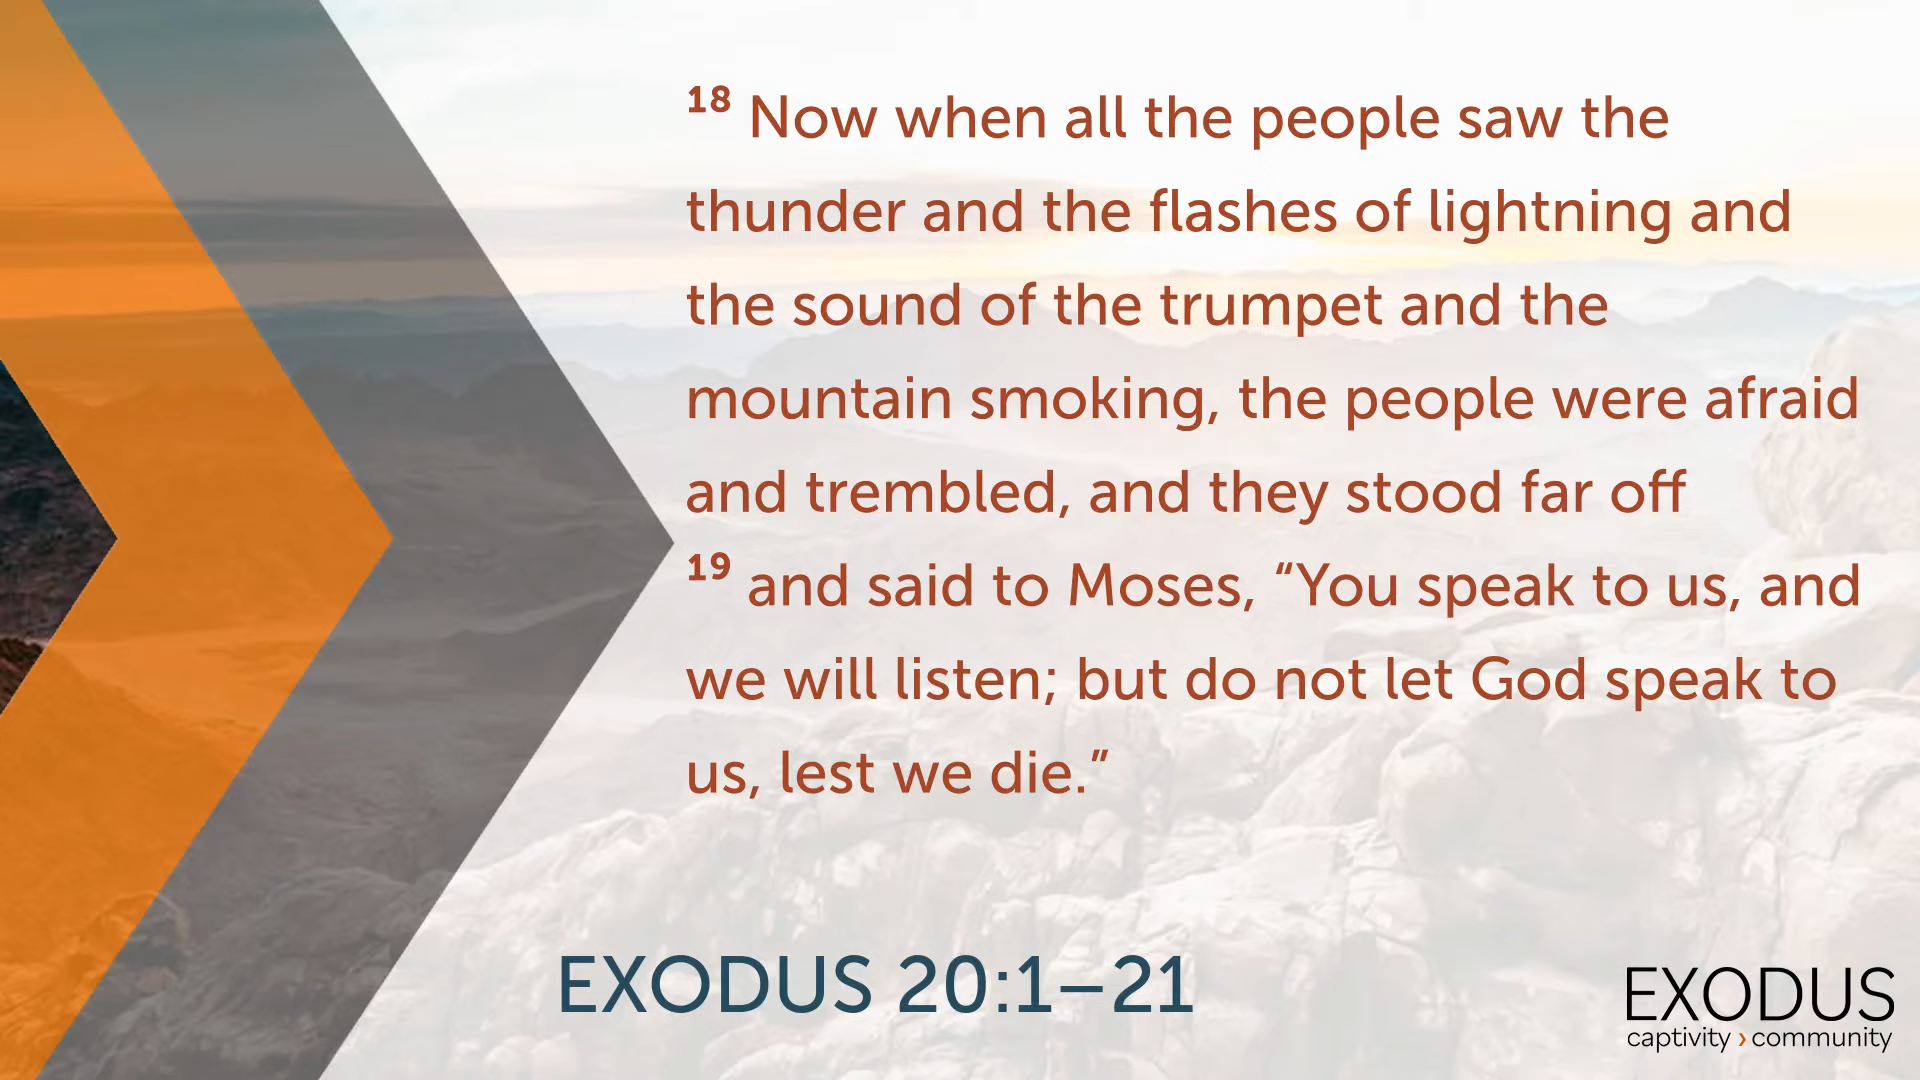 18 Now when all the people saw the
thunder and the flashes of lightning and
the sound of the trumpet and the
mountain smoking, the people were afraid
and trembled, and they stood far off
19 and said to Moses, “You speak to us, and
we will listen; but do not let God speak to
us, lest we die.”
EXODUS 20:1–21
EXODUS
captivity › community